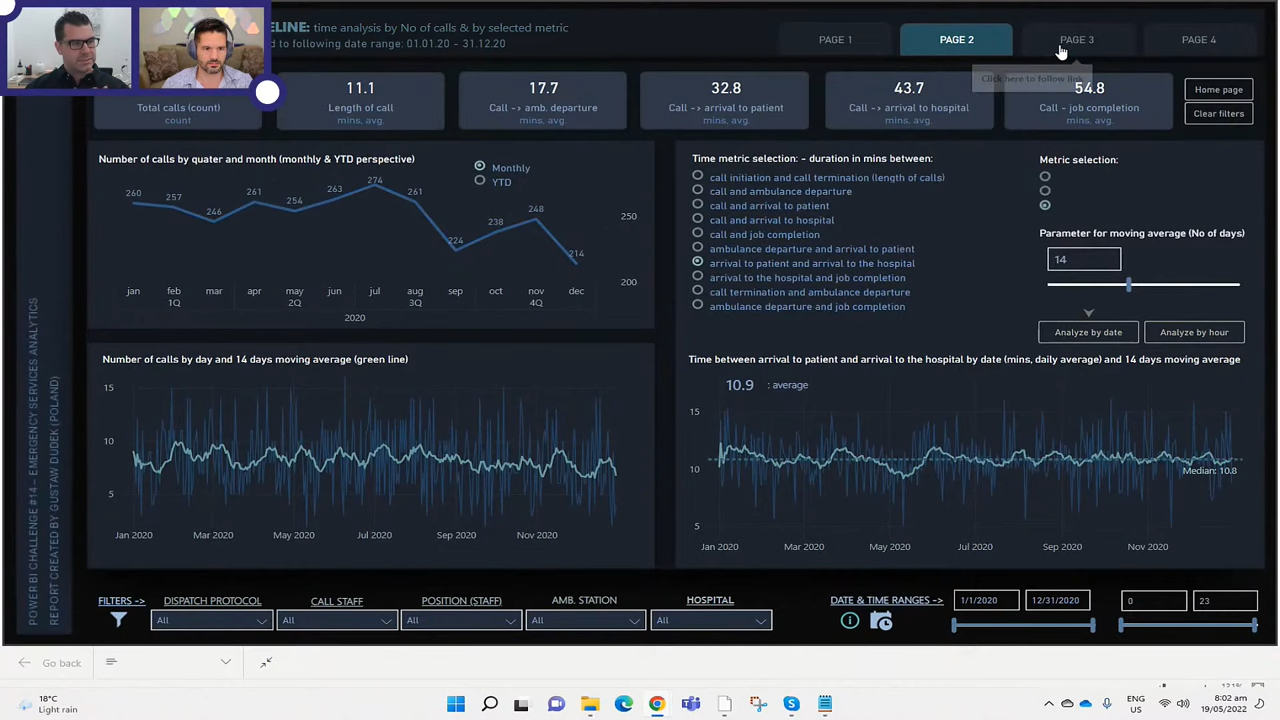 ELINE: time analysis by No of calls & by selected metric
d to following date range: 01.01.20 - 31.12.20
PAGE 1
PAGE 2
PAGE 3
PAGE 4
Click here to follow link
Total calls (count)
count
11.1
Length of call
mins, avg.
17.7
Call -> amb. departure
mins, avg.
32.8
Call -> arrival to patient
mins, avg.
43.7
Call -> arrival to hospital
mins, avg.
54.8
Call - job completion
mins, avg.
Home page
Clear filters
Number of calls by quater and month (monthly & YTD perspective)
Monthly
YTD
260
257
246
261
254
263
274
261
224
238
248
214
250
200
jan
feb
mar
apr
may
jun
jul
aug
sep
oct
nov
dec
1Q
2Q
3Q
4Q
2020
Time metric selection: - duration in mins between:
call initiation and call termination (length of calls)
call and ambulance departure
call and arrival to patient
call and arrival to hospital
call and job completion
ambulance departure and arrival to patient
arrival to patient and arrival to the hospital
arrival to the hospital and job completion
call termination and ambulance departure
ambulance departure and job completion
Metric selection:
Parameter for moving average (No of days)
14
Analyze by date
Analyze by hour
Number of calls by day and 14 days moving average (green line)
15
10
5
Jan 2020
Mar 2020
May 2020
Jul 2020
Sep 2020
Nov 2020
Time between arrival to patient and arrival to the hospital by date (mins, daily average) and 14 days moving average
10.9 : average
15
10
5
Median: 10.8
Jan 2020
Mar 2020
May 2020
Jul 2020
Sep 2020
Nov 2020
POWER BI CHALLENGE #14 – EMERGENCY SERVICES ANALYTICS
REPORT CREATED BY GUSTAW DUDEK (POLAND)
FILTERS ->
DISPATCH PROTOCOL
All
CALL STAFF
All
POSITION (STAFF)
All
AMB. STATION
All
HOSPITAL
All
DATE & TIME RANGES ->
1/1/2020
12/31/2020
0
23
Go back
18°C
Light rain
ENG
US
8:02 am
19/05/2022